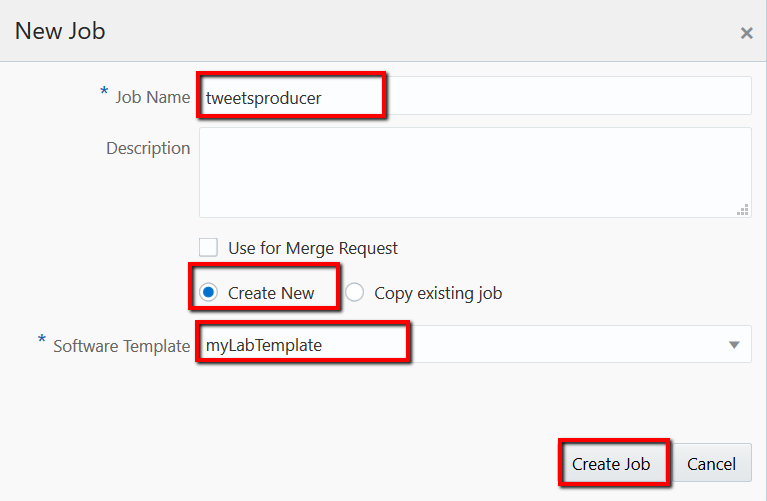 New Job
* Job Name tweetsproducer
Description
Use for Merge Request
Create New Copy existing job
* Software Template myLabTemplate
Create Job Cancel